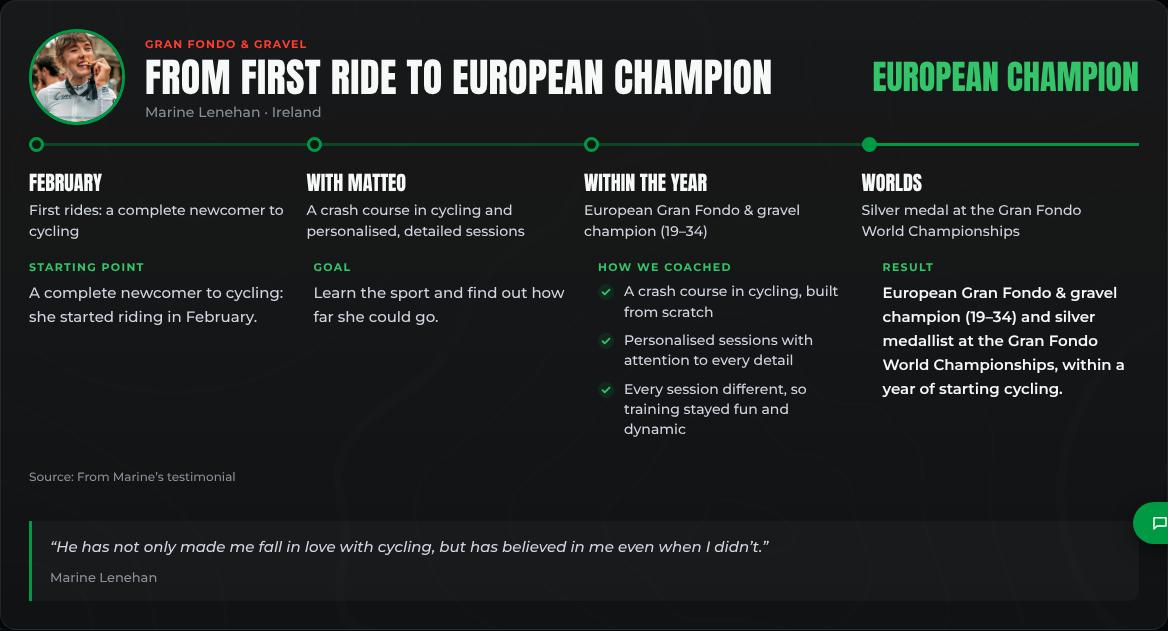 GRAN FONDO & GRAVEL
FROM FIRST RIDE TO EUROPEAN CHAMPION
EUROPEAN CHAMPION
Marine Lenehan · Ireland
FEBRUARY
First rides: a complete newcomer to
cycling
WITH MATTEO
A crash course in cycling and
personalised, detailed sessions
WITHIN THE YEAR
European Gran Fondo & gravel
champion (19–34)
WORLDS
Silver medal at the Gran Fondo
World Championships
STARTING POINT
A complete newcomer to cycling:
she started riding in February.
GOAL
Learn the sport and find out how
far she could go.
HOW WE COACHED
A crash course in cycling, built
from scratch
Personalised sessions with
attention to every detail
Every session different, so
training stayed fun and
dynamic
RESULT
European Gran Fondo & gravel
champion (19–34) and silver
medallist at the Gran Fondo
World Championships, within a
year of starting cycling.
Source: From Marine’s testimonial
“He has not only made me fall in love with cycling, but has believed in me even when I didn’t.”
Marine Lenehan